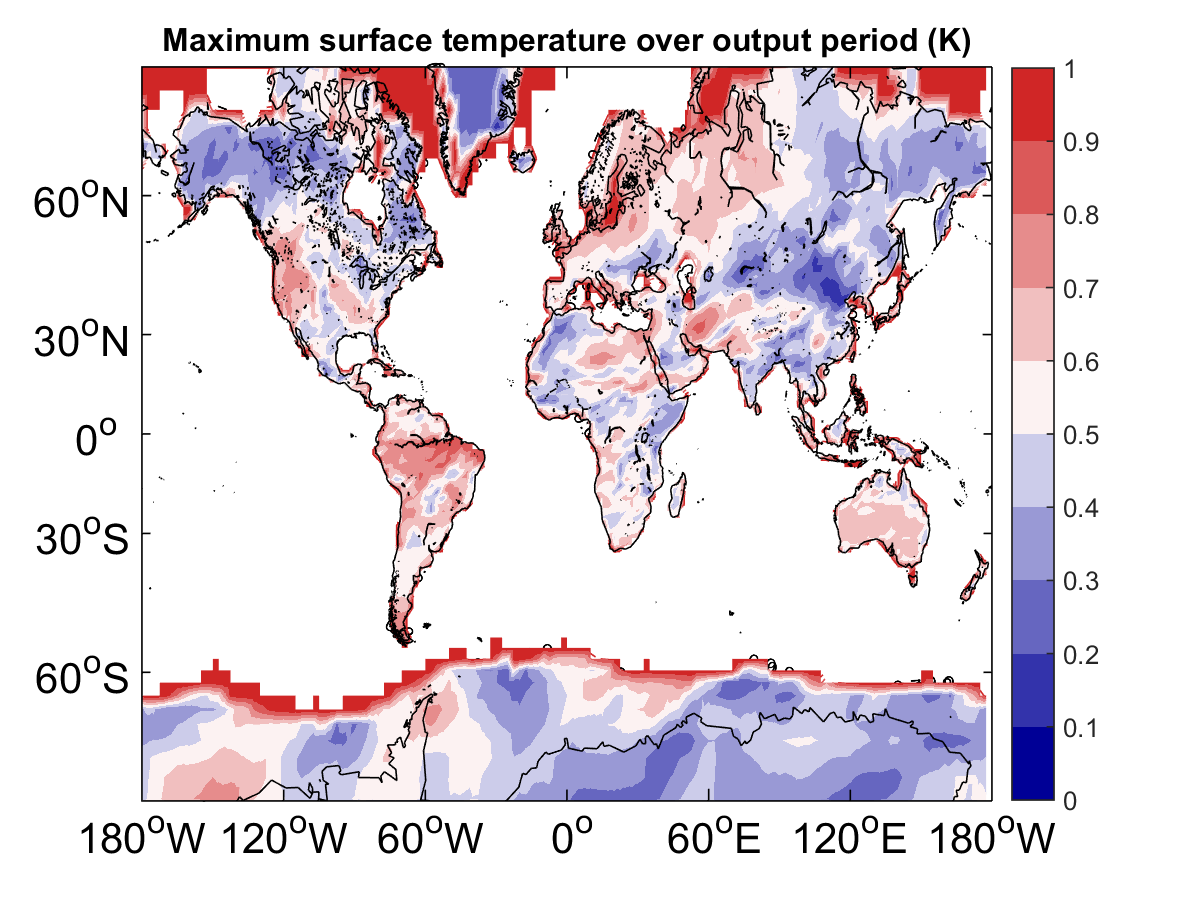 Maximum surface temperature over output period (K)
1
0.9
0.8
0.7
0.6
0.5
0.4
0.3
0.2
0.1
0
60°N
30°N
0°
30°S
60°S
180°W 120°W 60°W 0° 60°E 120°E 180°W